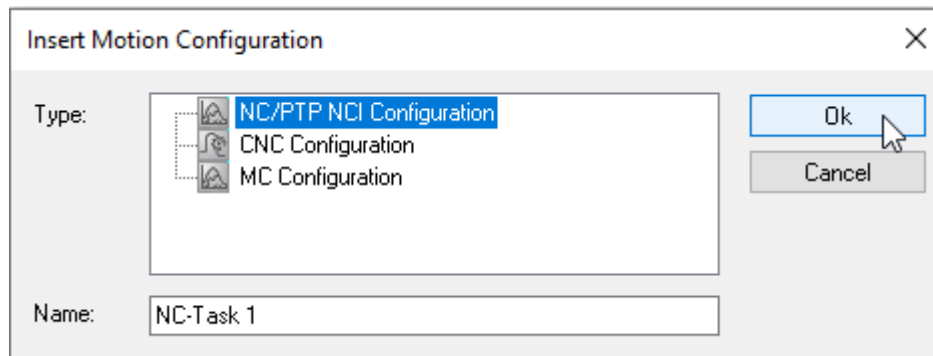 Insert Motion Configuration
Type:
NC/PTP NCI Configuration
CNC Configuration
MC Configuration
Ok
Cancel
Name:
NC-Task 1